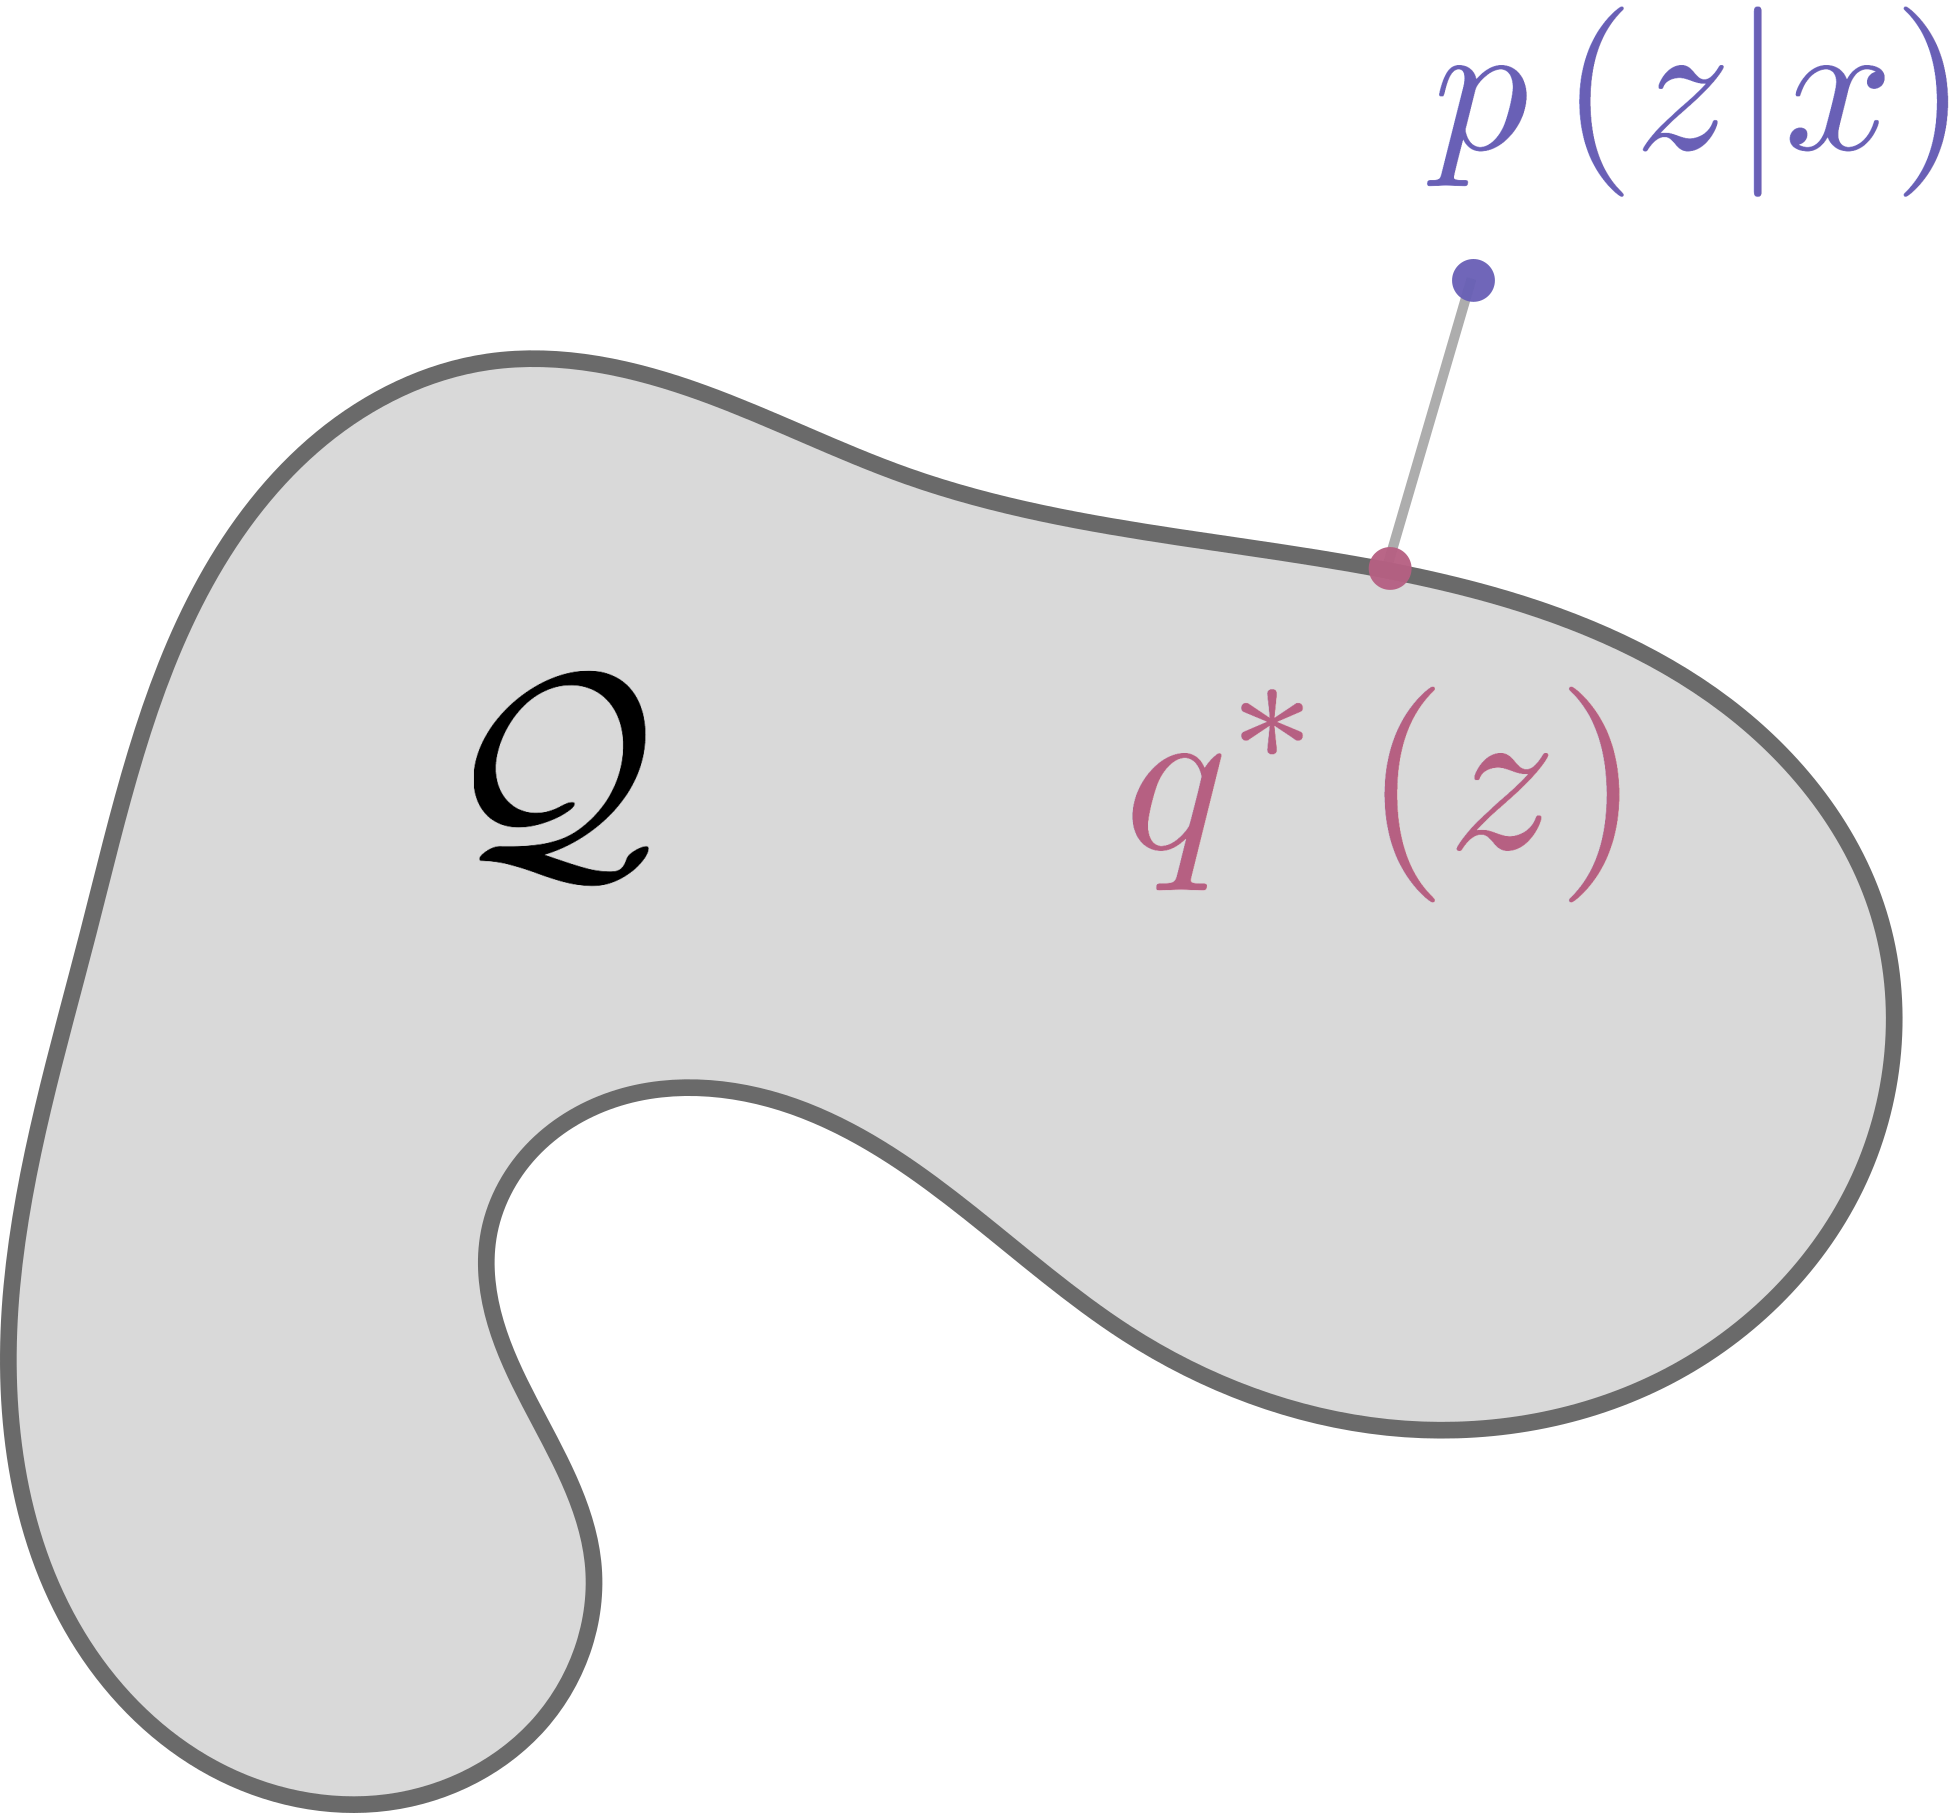 p(z|x)
𝒬
q*(z)